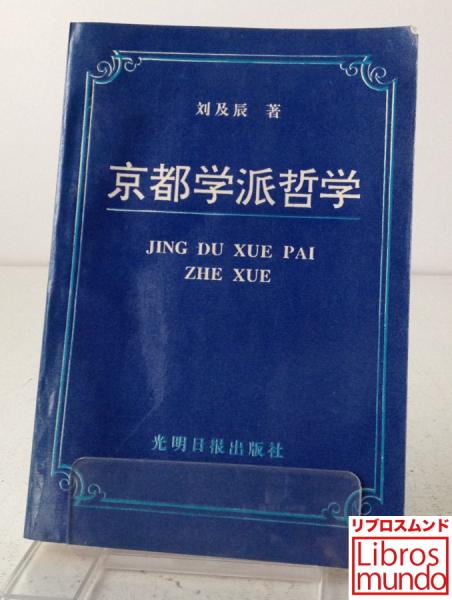 刘及辰 著
京都学派哲学
JING DU XUE PAI
ZHE XUE
光明日报出版社
リブロスムンド
Libros
mundo